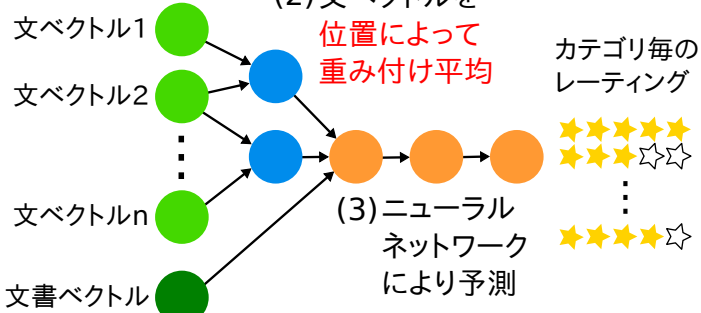 (2)文ベクトルを
位置によって
重み付け平均
文ベクトル1
文ベクトル2
文ベクトルn
文書ベクトル
カテゴリ毎の
レーティング
(3)ニューラル
ネットワーク
により予測